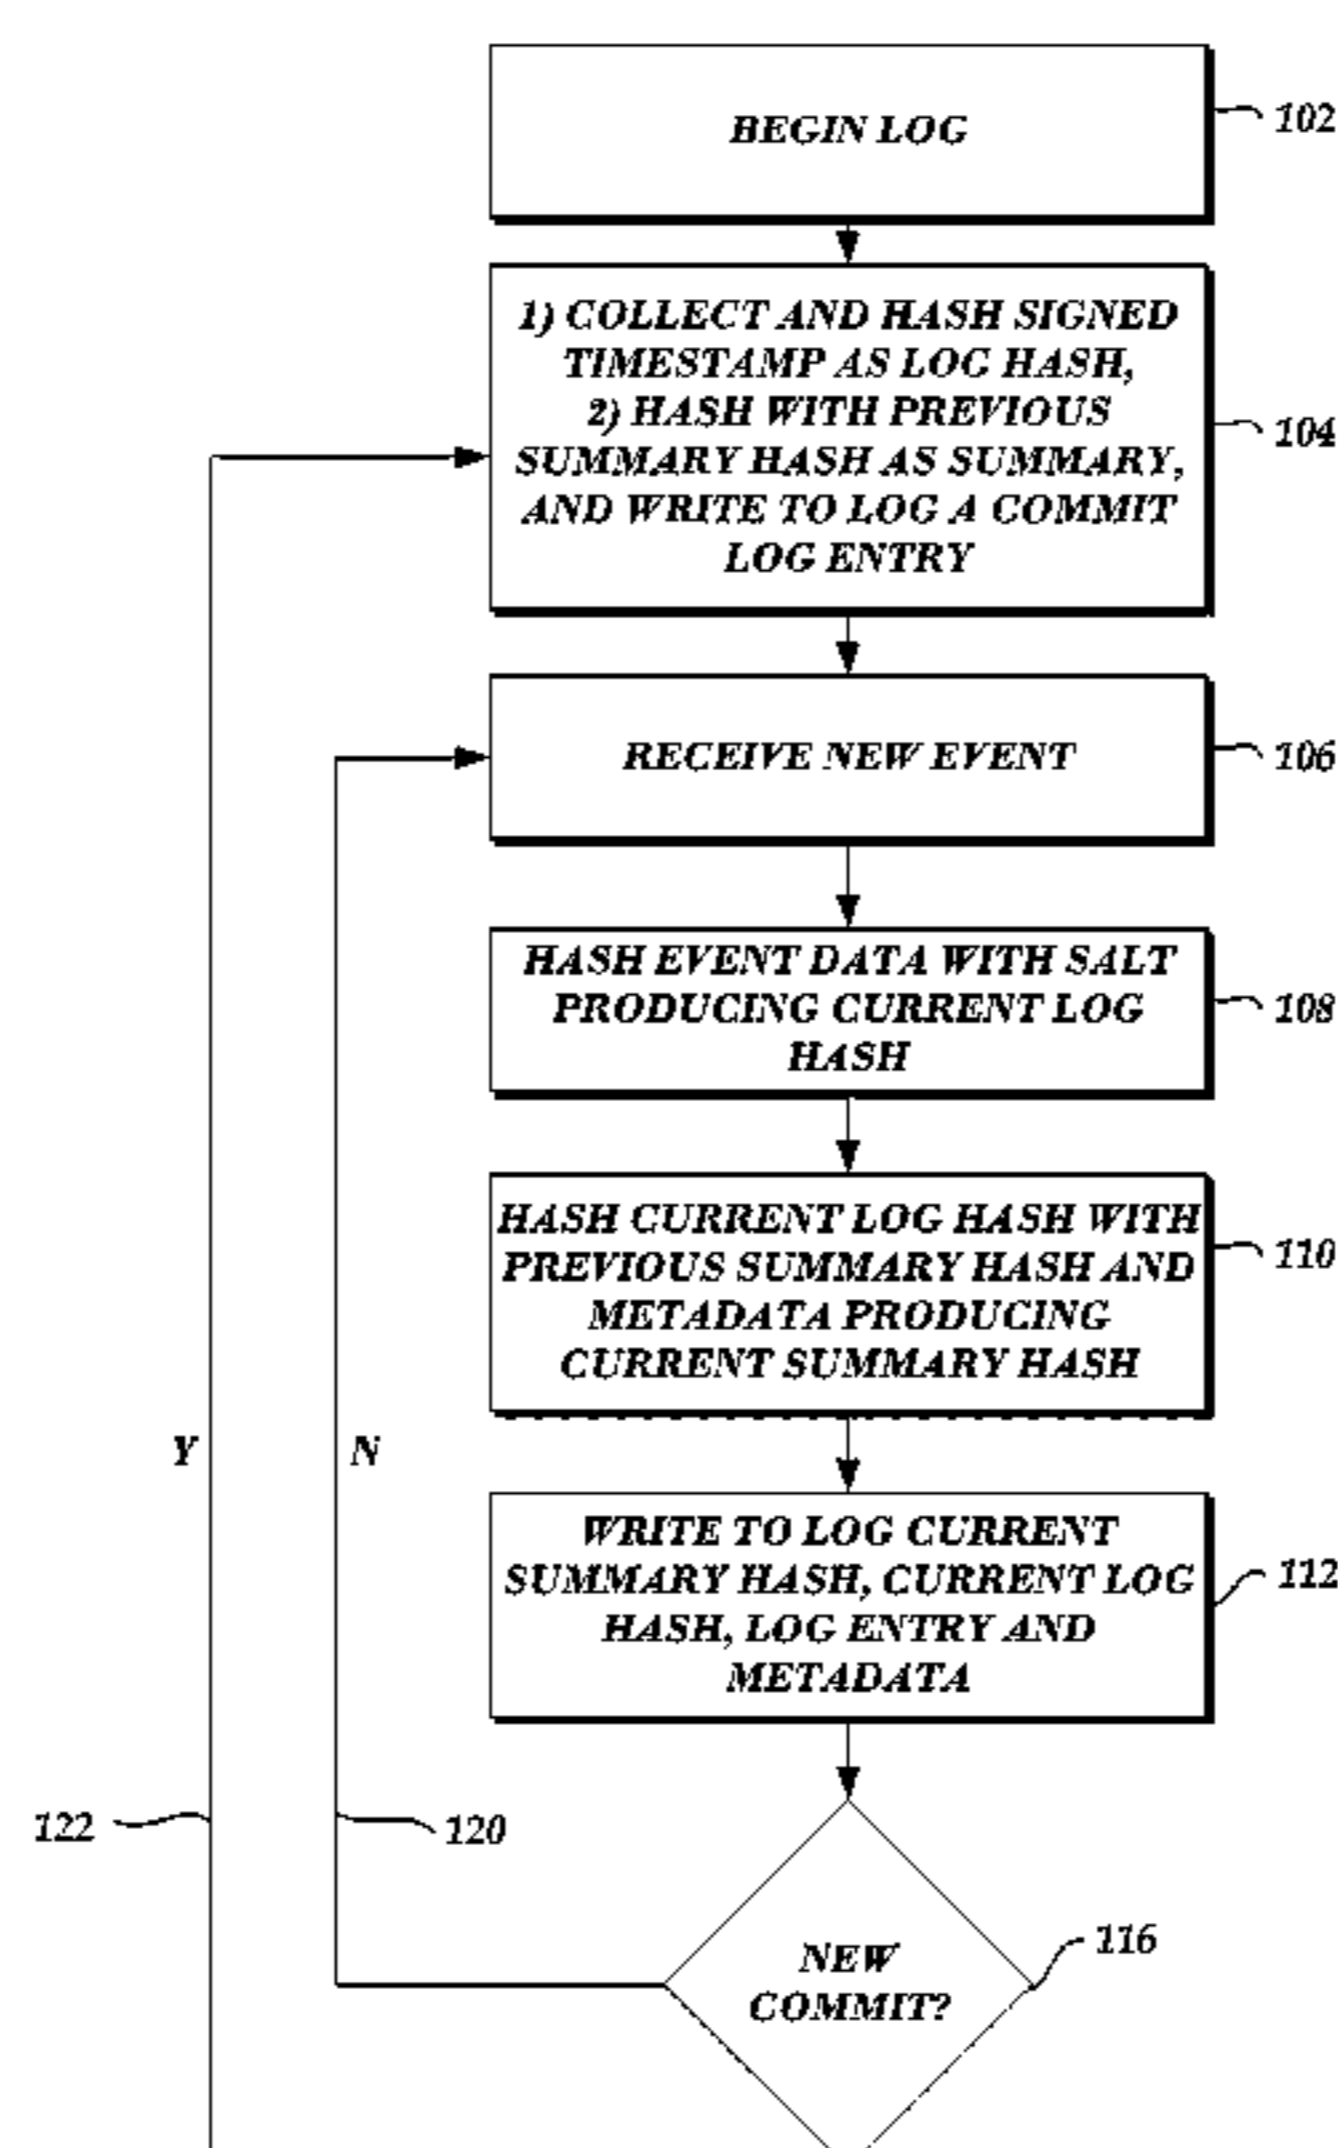 BEGIN LOG
102
1) COLLECT AND HASH SIGNED
TIMESTAMP AS LOG HASH,
2) HASH WITH PREVIOUS
SUMMARY HASH AS SUMMARY,
AND WRITE TO LOG A COMMIT
LOG ENTRY
104
RECEIVE NEW EVENT
106
HASH EVENT DATA WITH SALT
PRODUCING CURRENT LOG
HASH
108
HASH CURRENT LOG HASH WITH
PREVIOUS SUMMARY HASH AND
METADATA PRODUCING
CURRENT SUMMARY HASH
110
Y
N
WRITE TO LOG CURRENT
SUMMARY HASH, CURRENT LOG
HASH, LOG ENTRY AND
METADATA
112
122
120
NEW
COMMIT?
116